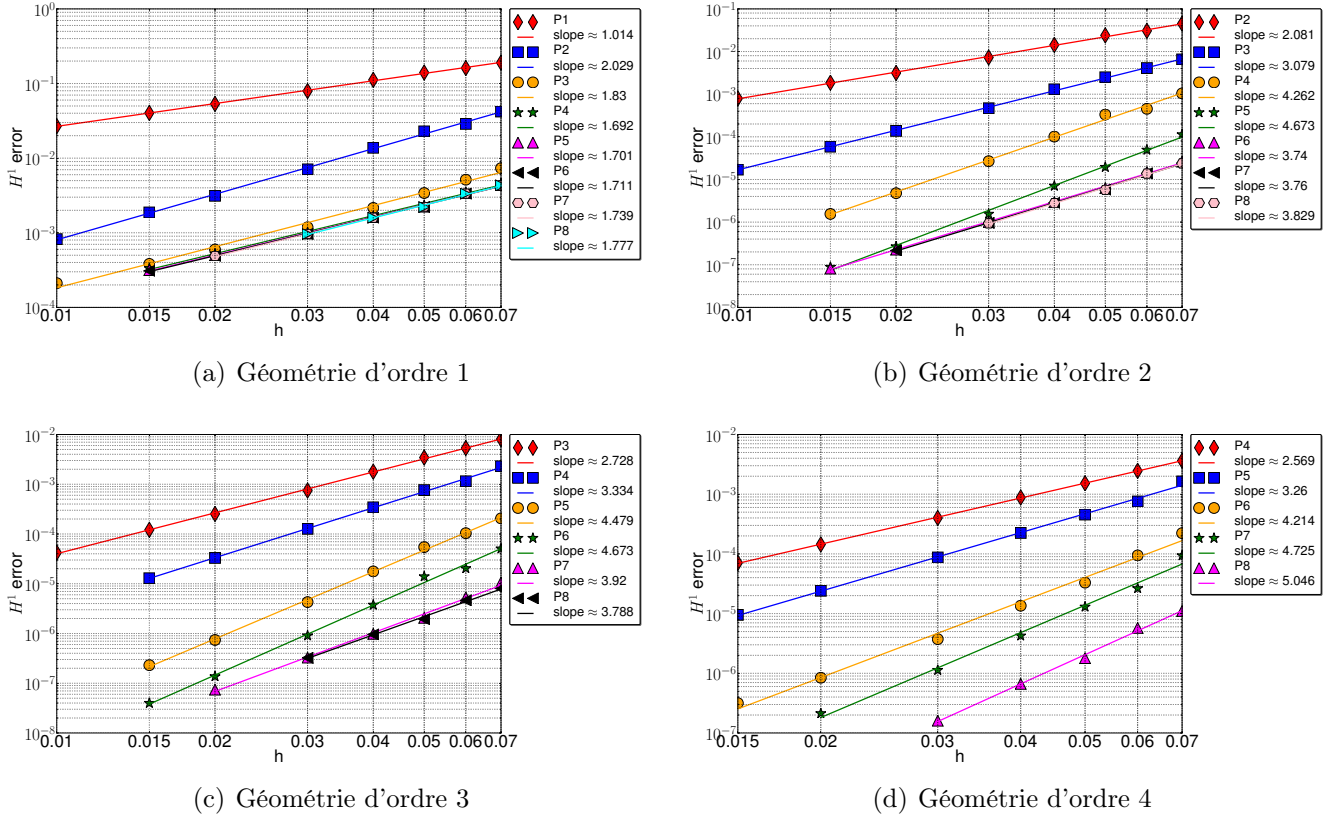 10^0
10^-1
10^-2
10^-3
10^-4
H^1 error
0.01 0.015 0.02 0.03 0.04 0.05 0.06 0.07
h
P1
slope ≈ 1.014
P2
slope ≈ 2.029
P3
slope ≈ 1.83
P4
slope ≈ 1.692
P5
slope ≈ 1.701
P6
slope ≈ 1.711
P7
slope ≈ 1.739
P8
slope ≈ 1.777
(a) Géométrie d'ordre 1
10^-1
10^-2
10^-3
10^-4
10^-5
10^-6
10^-7
10^-8
H^1 error
0.01 0.015 0.02 0.03 0.04 0.05 0.06 0.07
h
P2
slope ≈ 2.081
P3
slope ≈ 3.079
P4
slope ≈ 4.262
P5
slope ≈ 4.673
P6
slope ≈ 3.74
P7
slope ≈ 3.76
P8
slope ≈ 3.829
(b) Géométrie d'ordre 2
10^-2
10^-3
10^-4
10^-5
10^-6
10^-7
10^-8
H^1 error
0.01 0.015 0.02 0.03 0.04 0.05 0.06 0.07
h
P3
slope ≈ 2.728
P4
slope ≈ 3.334
P5
slope ≈ 4.479
P6
slope ≈ 4.673
P7
slope ≈ 3.92
P8
slope ≈ 3.788
(c) Géométrie d'ordre 3
10^-2
10^-3
10^-4
10^-5
10^-6
10^-7
H^1 error
0.015 0.02 0.03 0.04 0.05 0.06 0.07
h
P4
slope ≈ 2.569
P5
slope ≈ 3.26
P6
slope ≈ 4.214
P7
slope ≈ 4.725
P8
slope ≈ 5.046
(d) Géométrie d'ordre 4